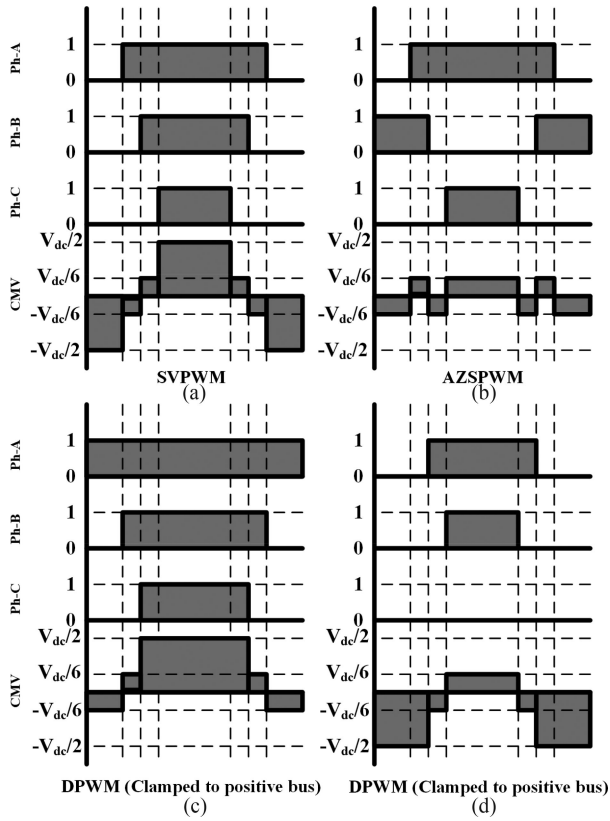 Ph-A
1
0
Ph-B
1
0
Ph-C
1
0
CMV
Vdc/2
Vdc/6
-Vdc/6
-Vdc/2
SVPWM
(a)
Ph-A
1
0
Ph-B
1
0
Ph-C
1
0
CMV
Vdc/2
Vdc/6
-Vdc/6
-Vdc/2
AZSPWM
(b)
Ph-A
1
0
Ph-B
1
0
Ph-C
1
0
CMV
Vdc/2
Vdc/6
-Vdc/6
-Vdc/2
DPWM (Clamped to positive bus)
(c)
Ph-A
1
0
Ph-B
1
0
Ph-C
1
0
CMV
Vdc/2
Vdc/6
-Vdc/6
-Vdc/2
DPWM (Clamped to positive bus)
(d)